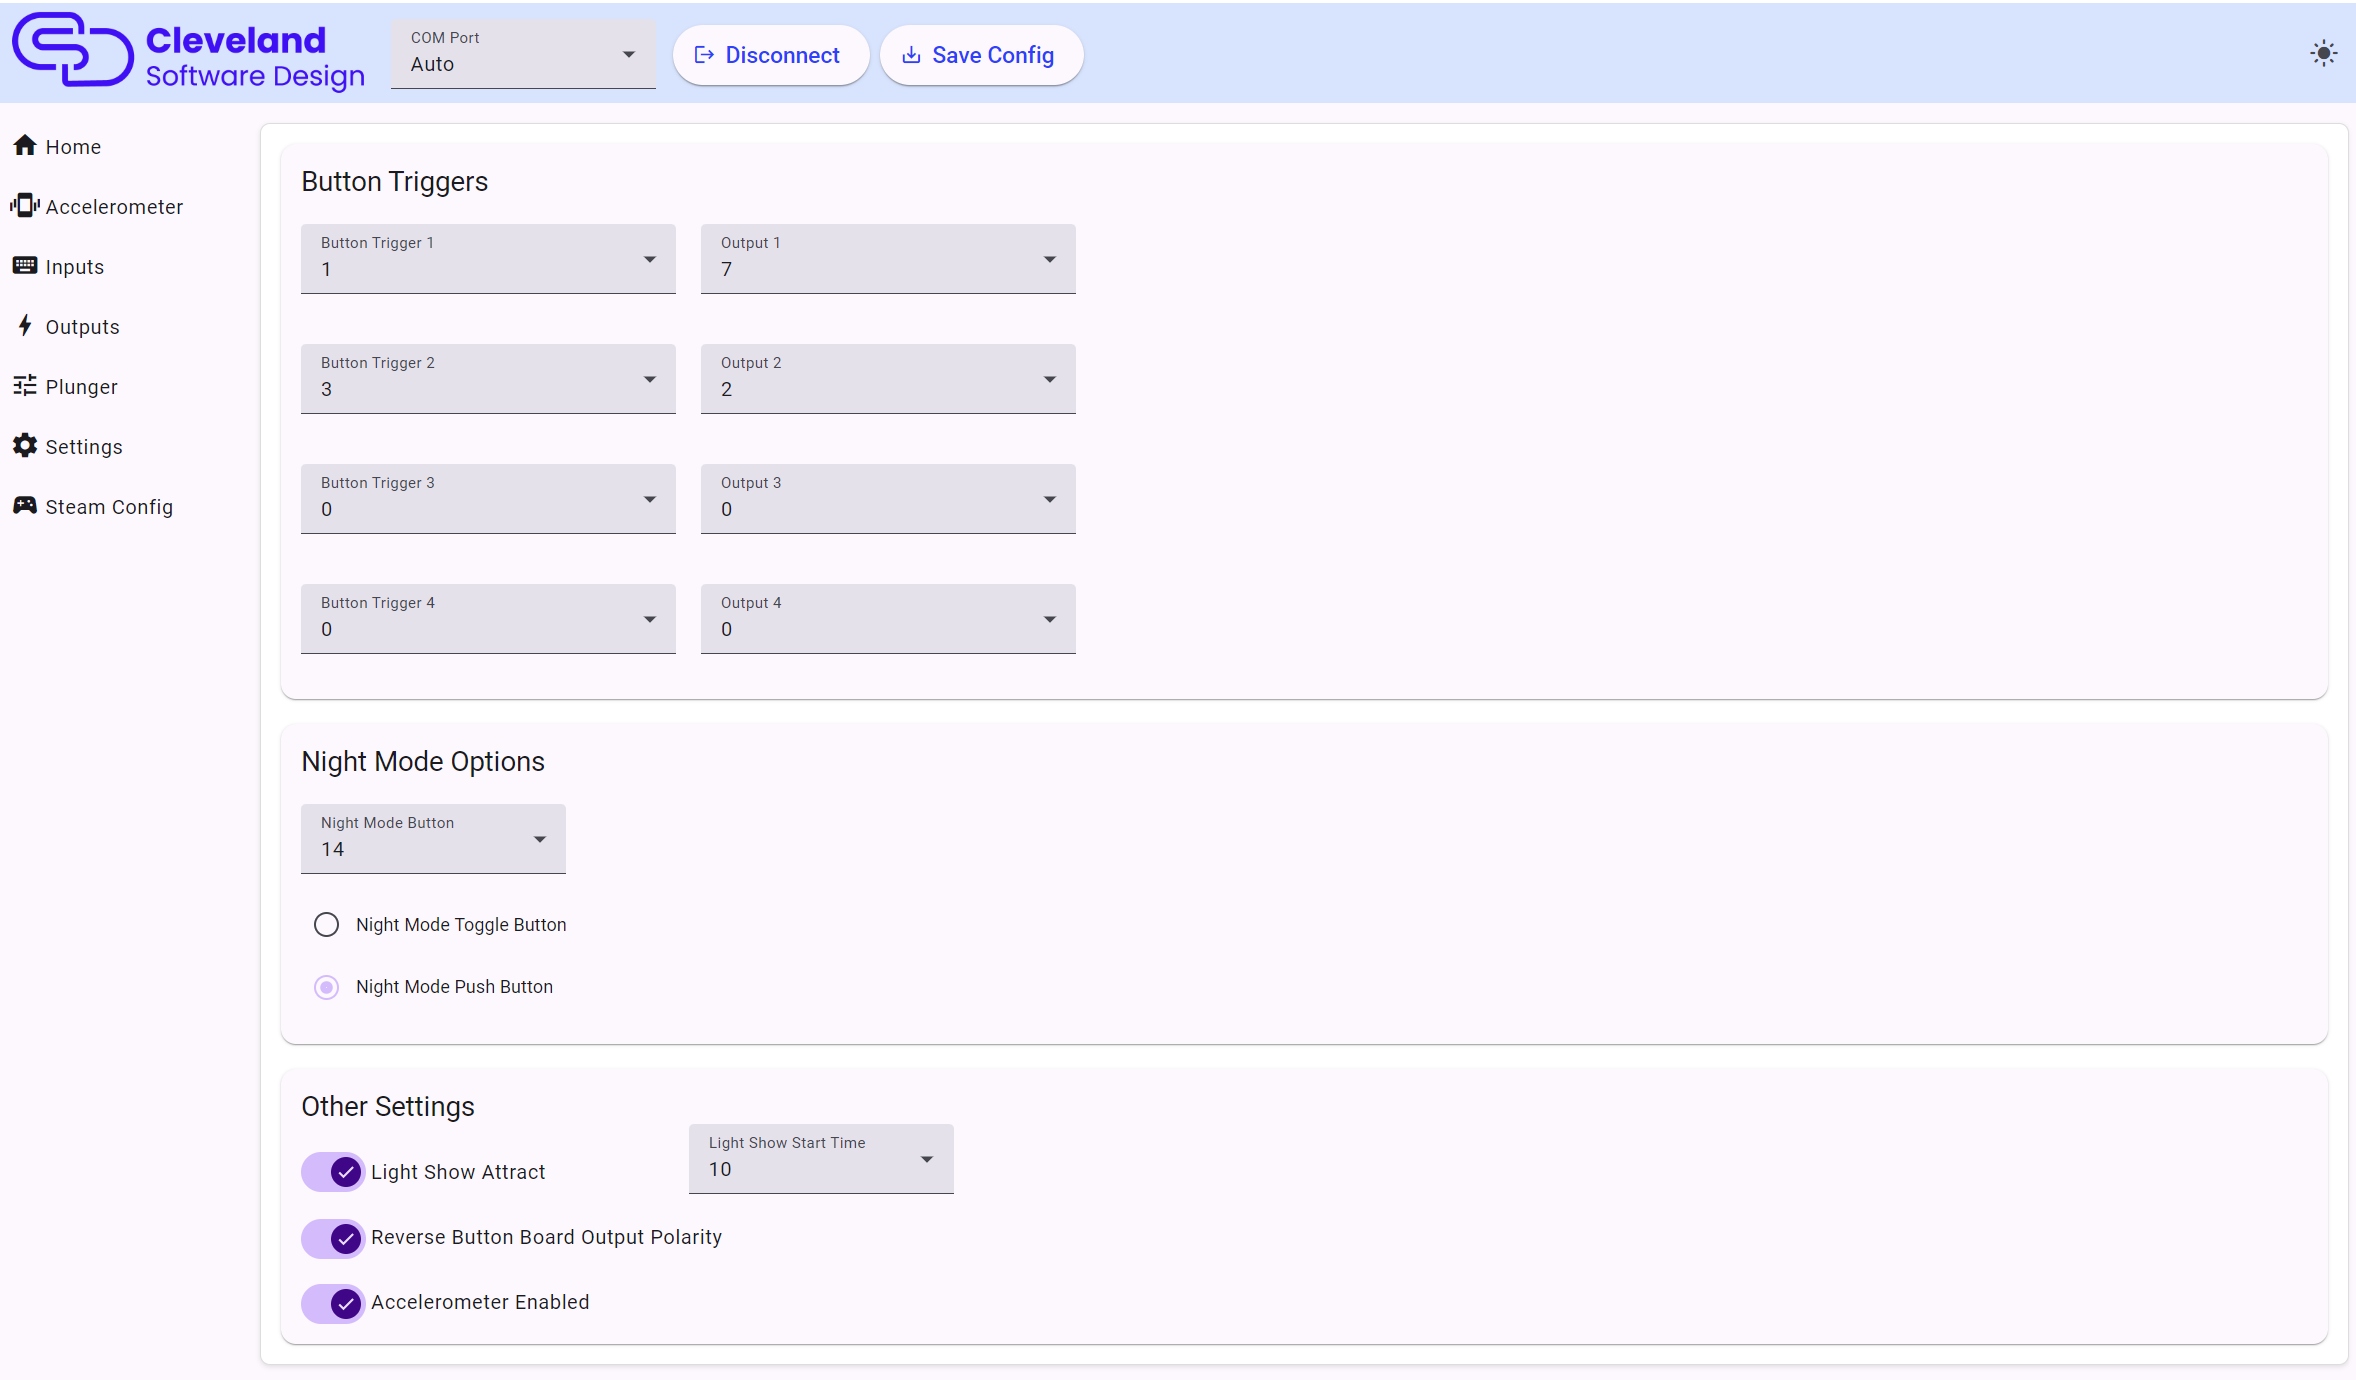 Cleveland
Software Design
COM Port
Auto
Disconnect
Save Config
Home
Accelerometer
Inputs
Outputs
Plunger
Settings
Steam Config
Button Triggers
Button Trigger 1
1
Output 1
7
Button Trigger 2
3
Output 2
2
Button Trigger 3
0
Output 3
0
Button Trigger 4
0
Output 4
0
Night Mode Options
Night Mode Button
14
Night Mode Toggle Button
Night Mode Push Button
Other Settings
Light Show Attract
Light Show Start Time
10
Reverse Button Board Output Polarity
Accelerometer Enabled